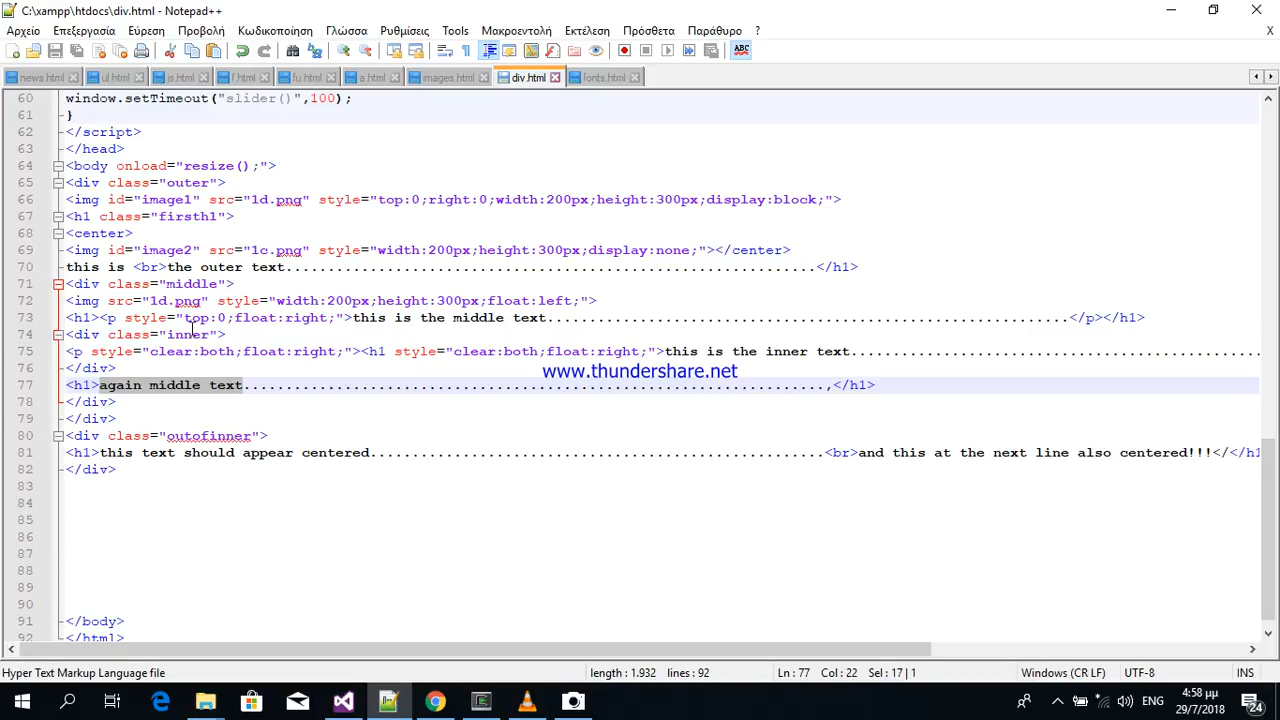 C:\xampp\htdocs\div.html - Notepad++
Αρχείο Επεξεργασία Εύρεση Προβολή Κωδικοποίηση Γλώσσα Ρυθμίσεις Tools Μακροεντολή Εκτέλεση Πρόσθετα Παράθυρο ? X
ABC
news.html ul.html js.html f.html fu.html a.html images.html div.html fonts.html
60 window.setTimeout("slider()",100);
61 }
62 </script>
63 </head>
64 <body onload="resize();">
65 <div class="outer">
66 <img id="image1" src="1d.png" style="top:0;right:0;width:200px;height:300px;display:block;">
67 <h1 class="firsth1">
68 <center>
69 <img id="image2" src="1c.png" style="width:200px;height:300px;display:none;"></center>
70 this is <br>the outer text...............................................................</h1>
71 <div class="middle">
72 <img src="1d.png" style="width:200px;height:300px;float:left;">
73 <h1><p style="top:0;float:right;">this is the middle text..............................................................</p></h1>
74 <div class="inner">
75 <p style="clear:both;float:right;"><h1 style="clear:both;float:right;">this is the inner text.................................................
76 </div>
www.thundershare.net
77 <h1>again middle text.....................................................................,</h1>
78 </div>
79 </div>
80 <div class="outofinner">
81 <h1>this text should appear centered......................................................<br>and this at the next line also centered!!!</</h1
82 </div>
83
84
85
86
87
88
89
90
91 </body>
92 </html>
Hyper Text Markup Language file length : 1.932 lines : 92 Ln : 77 Col : 22 Sel : 17 | 1 Windows (CR LF) UTF-8 INS
ENG 4:58 μμ
29/7/2018
24